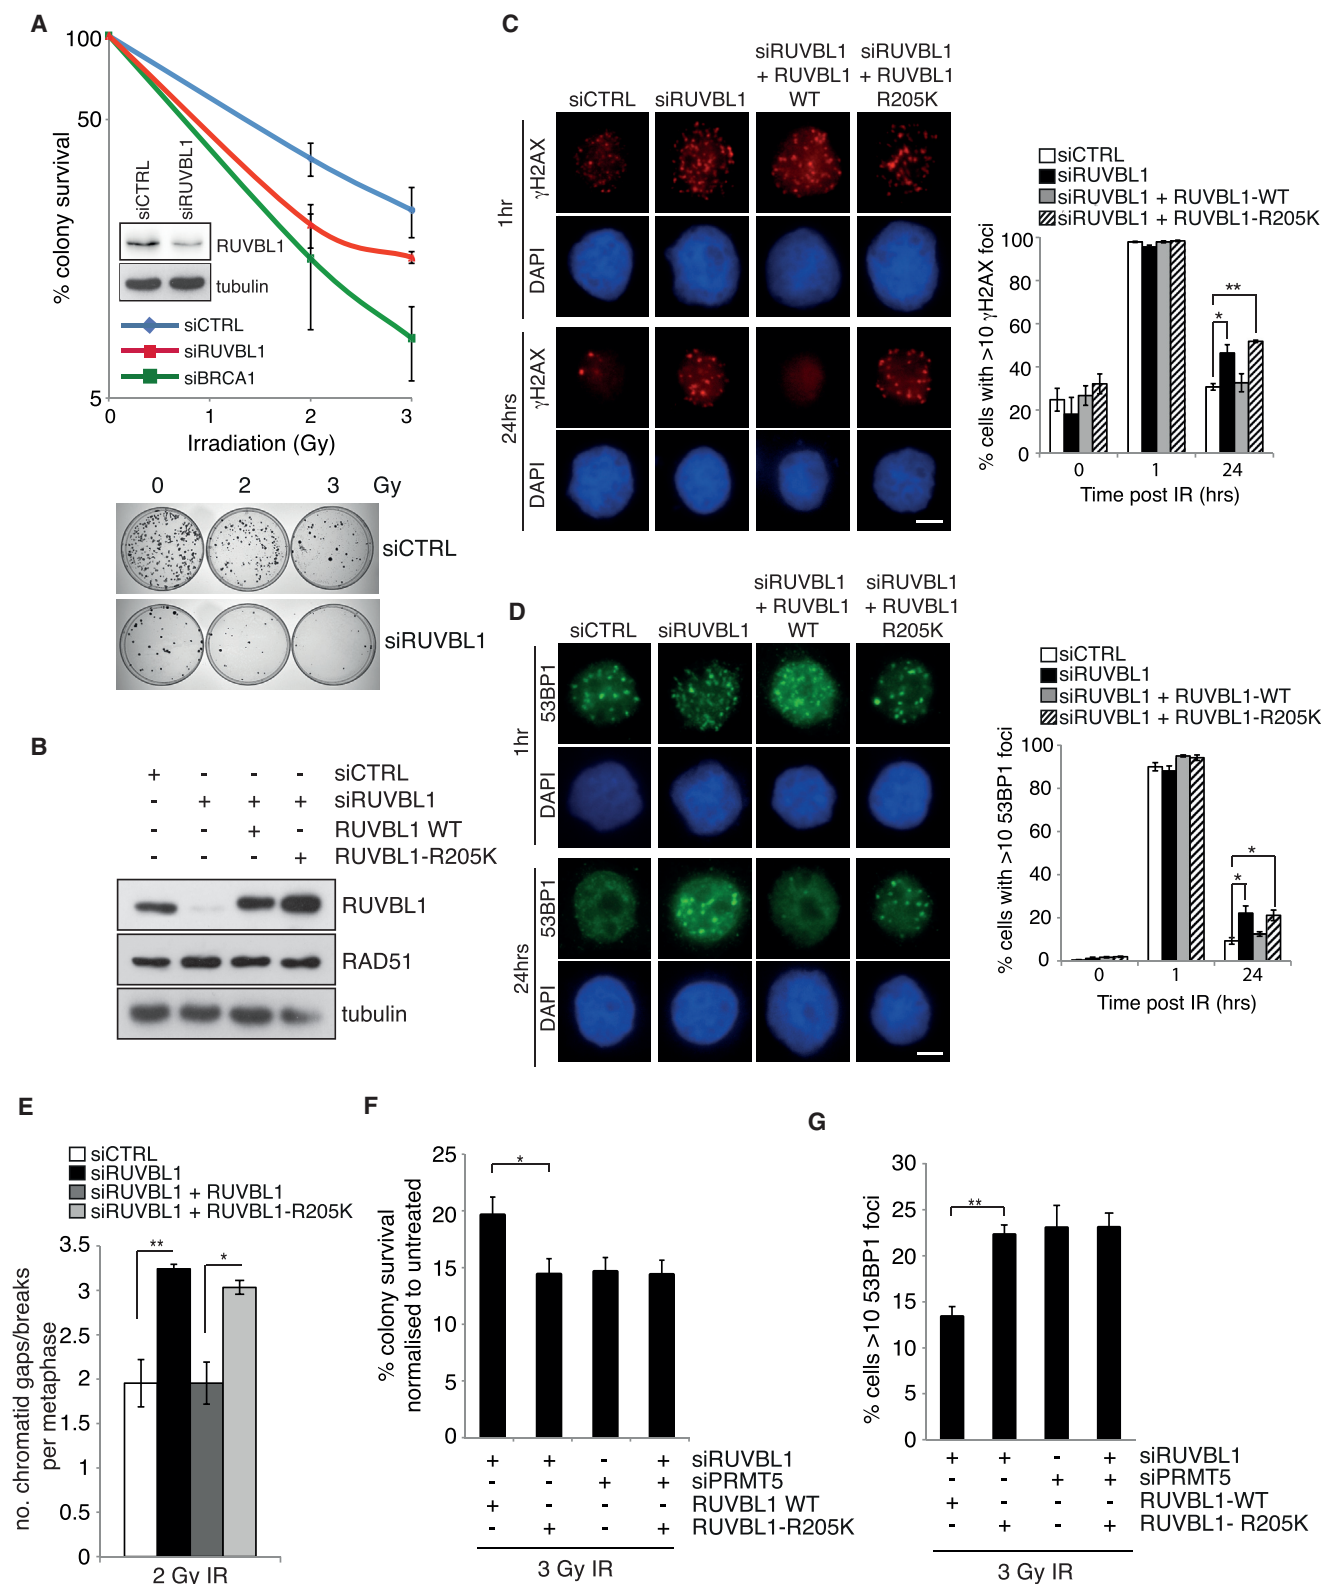 A
100
50
5
% colony survival
siCTRL
siRUVBL1
RUVBL1
tubulin
siCTRL
siRUVBL1
siBRCA1
0
1
2
3
Irradiation (Gy)
0 2 3 Gy
siCTRL
siRUVBL1
B
+ - - - siCTRL
- + + + siRUVBL1
- - + - RUVBL1 WT
- - - + RUVBL1-R205K
RUVBL1
RAD51
tubulin
C
siCTRL
siRUVBL1
siRUVBL1
+ RUVBL1
WT
siRUVBL1
+ RUVBL1
R205K
1hr
γH2AX
DAPI
24hrs
γH2AX
DAPI
siCTRL
siRUVBL1
siRUVBL1 + RUVBL1-WT
siRUVBL1 + RUVBL1-R205K
% cells with >10 γH2AX foci
100
80
60
40
20
0
*
**
0 1 24
Time post IR (hrs)
D
siCTRL
siRUVBL1
siRUVBL1
+ RUVBL1
WT
siRUVBL1
+ RUVBL1
R205K
1hr
53BP1
DAPI
24hrs
53BP1
DAPI
siCTRL
siRUVBL1
siRUVBL1 + RUVBL1-WT
siRUVBL1 + RUVBL1-R205K
% cells with >10 53BP1 foci
100
80
60
40
20
0
*
*
0 1 24
Time post IR (hrs)
E
siCTRL
siRUVBL1
siRUVBL1 + RUVBL1
siRUVBL1 + RUVBL1-R205K
no. chromatid gaps/breaks
per metaphase
3.5
3
2.5
2
1.5
1
0.5
0
**
*
2 Gy IR
F
% colony survival
normalised to untreated
25
20
15
10
5
0
*
+ + - + siRUVBL1
- - + + siPRMT5
+ - - - RUVBL1 WT
- + - + RUVBL1-R205K
3 Gy IR
G
% cells >10 53BP1 foci
30
25
20
15
10
5
0
**
+ + - + siRUVBL1
- - + + siPRMT5
+ - - - RUVBL1-WT
- + - + RUVBL1- R205K
3 Gy IR